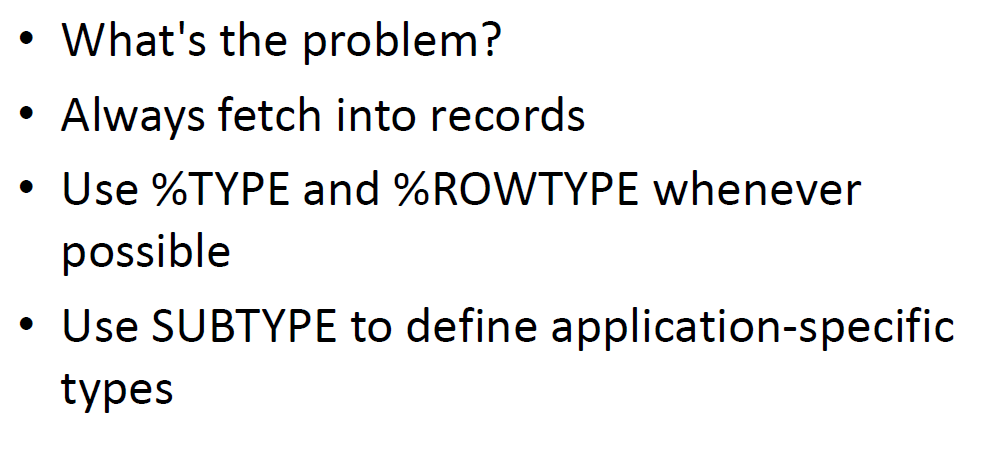 • What's the problem?
• Always fetch into records
• Use %TYPE and %ROWTYPE whenever
possible
• Use SUBTYPE to define application-specific
types